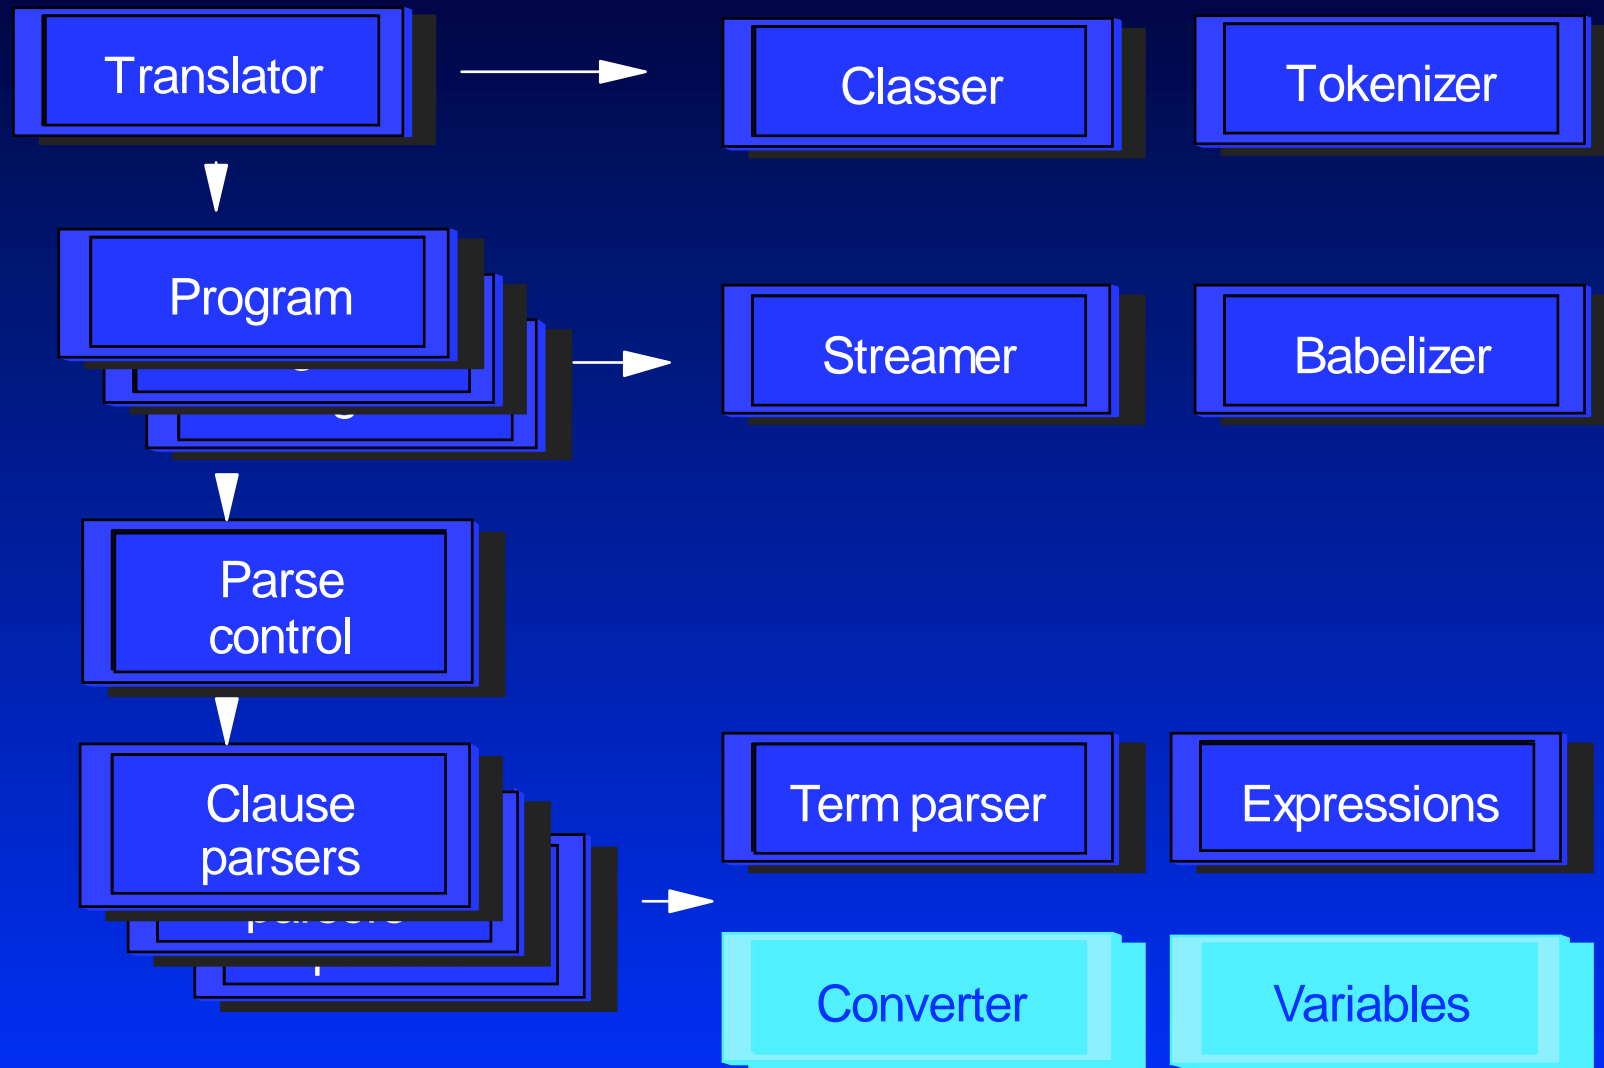 Translator
Classer
Tokenizer
Program
Streamer
Babelizer
Parse
control
Clause
parsers
Term parser
Expressions
Converter
Variables